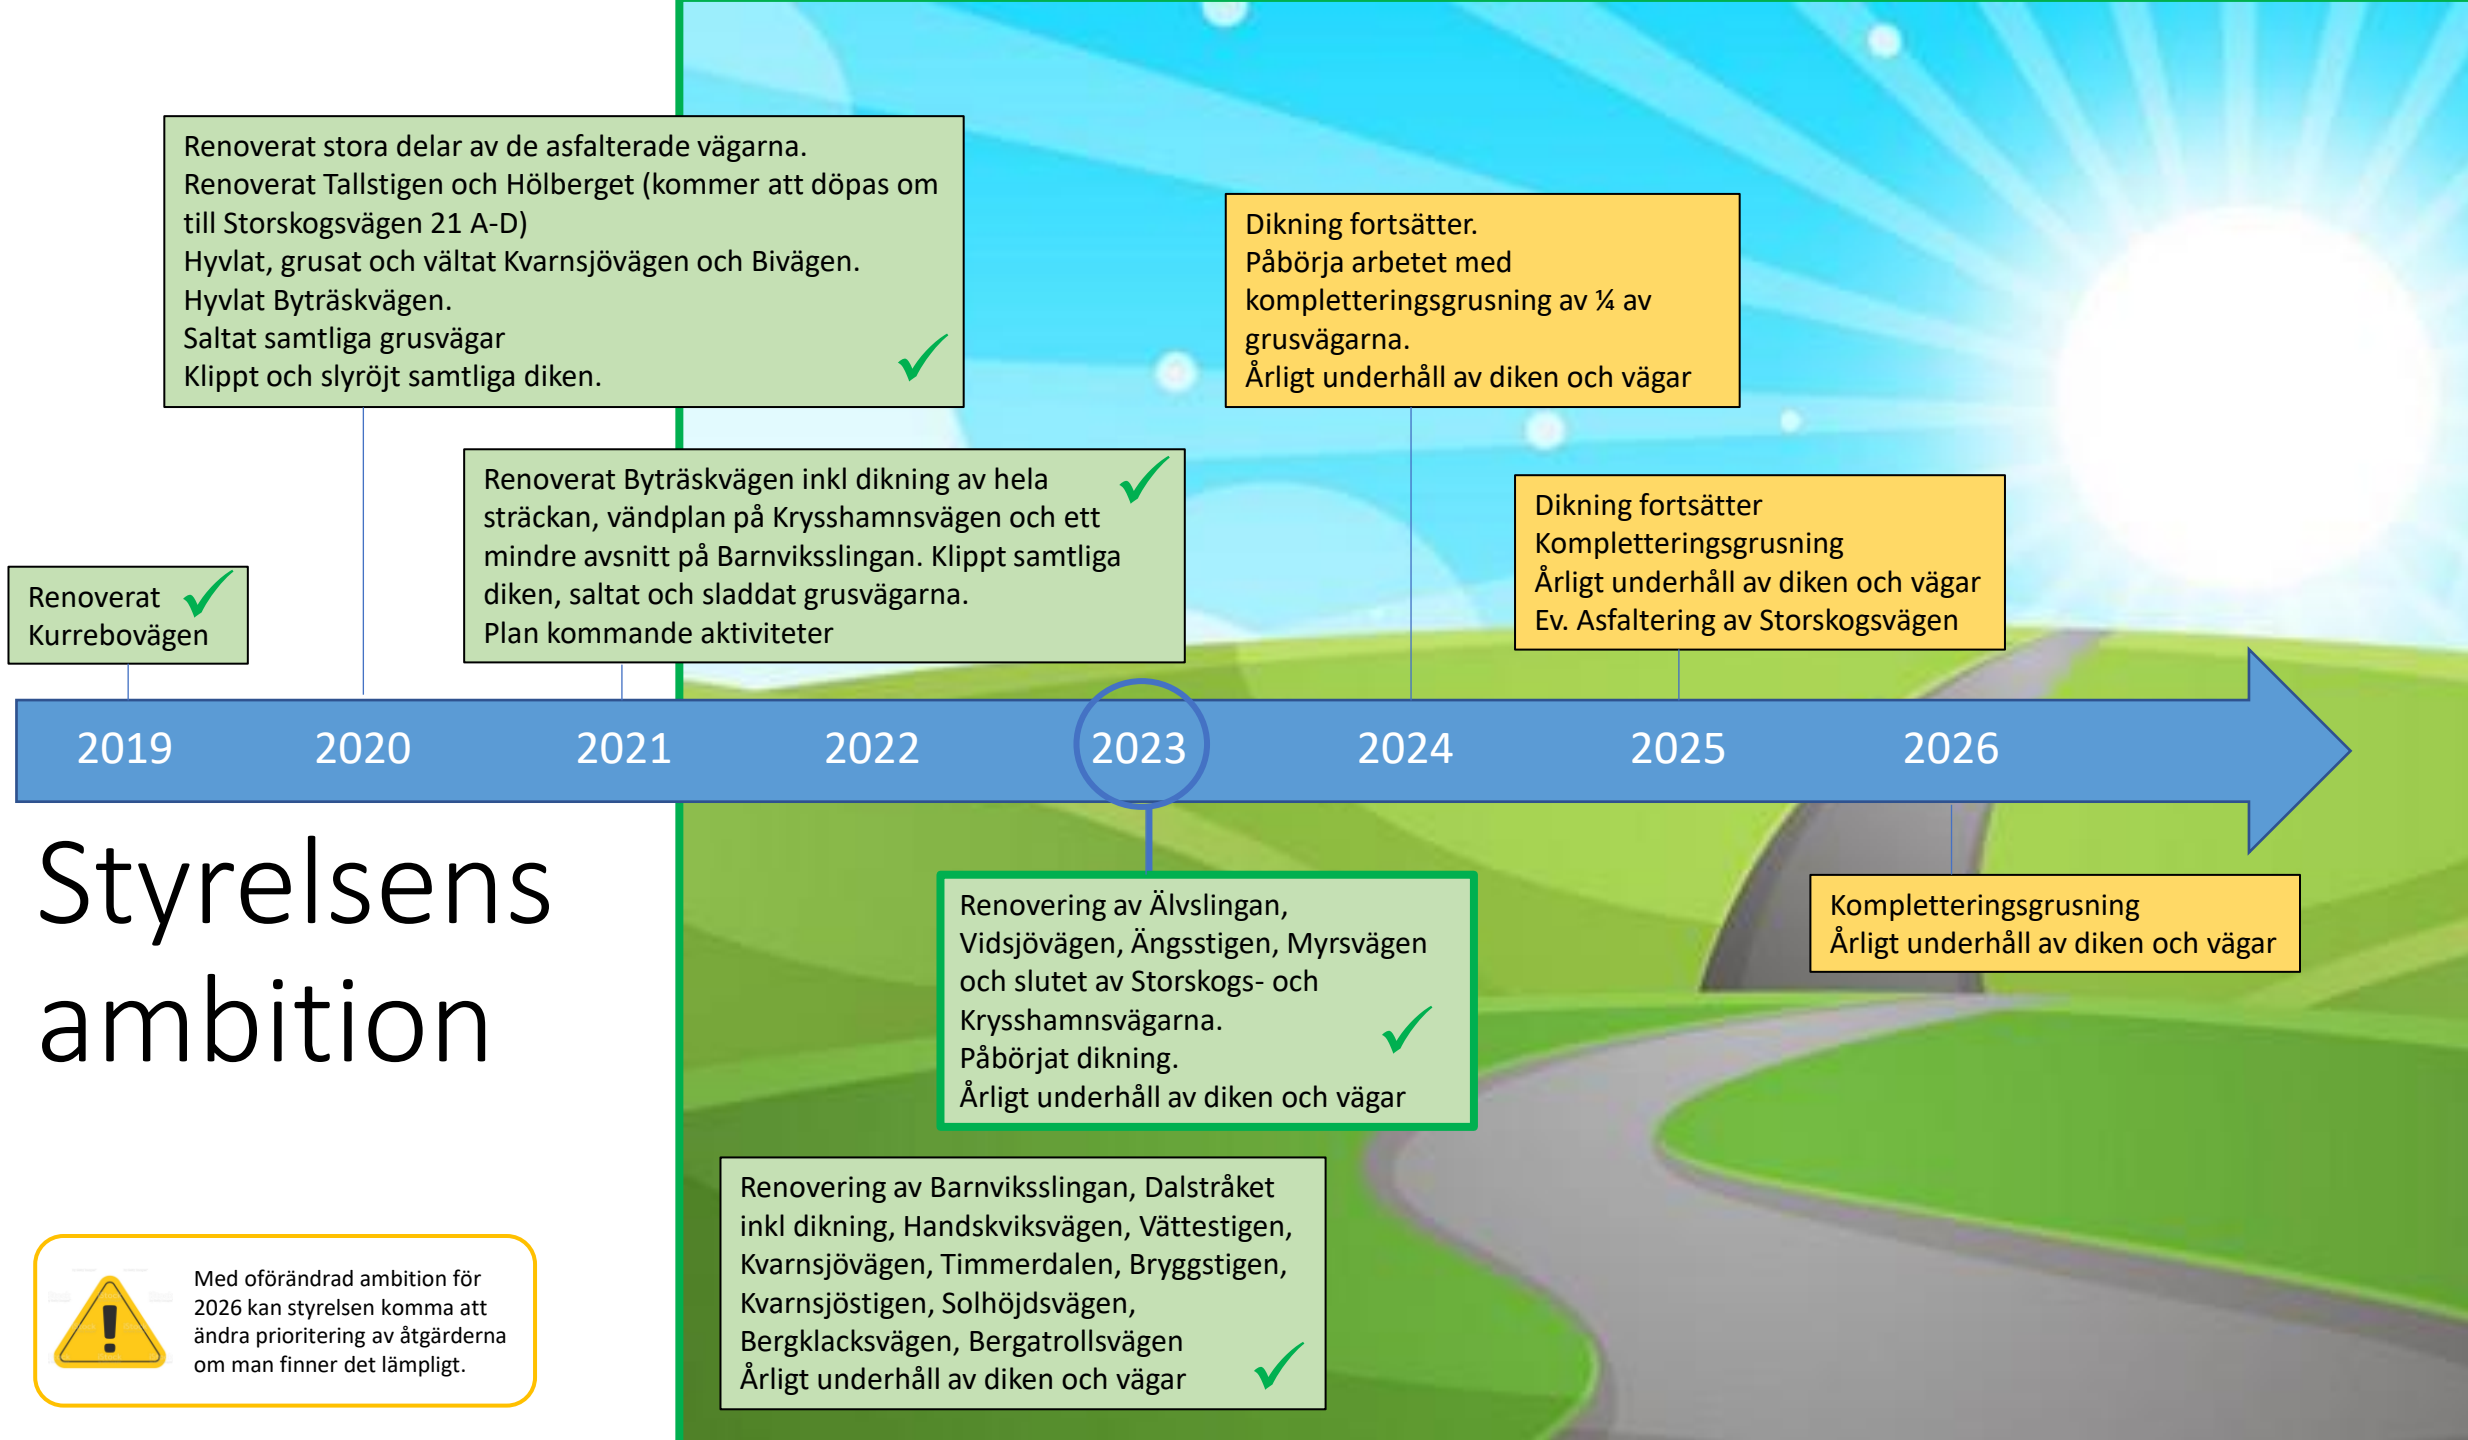 Renoverat stora delar av de asfalterade vägarna.
Renoverat Tallstigen och Hölberget (kommer att döpas om
till Storskogsvägen 21 A-D)
Hyvlat, grusat och vältat Kvarnsjövägen och Bivägen.
Hyvlat Byträskvägen.
Saltat samtliga grusvägar
Klippt och slyröjt samtliga diken.
Dikning fortsätter.
Påbörja arbetet med
kompletteringsgrusning av ¼ av
grusvägarna.
Årligt underhåll av diken och vägar
Renoverat Byträskvägen inkl dikning av hela
sträckan, vändplan på Krysshamnsvägen och ett
mindre avsnitt på Barnviksslingan. Klippt samtliga
diken, saltat och sladdat grusvägarna.
Plan kommande aktiviteter
Dikning fortsätter
Kompletteringsgrusning
Årligt underhåll av diken och vägar
Ev. Asfaltering av Storskogsvägen
Renoverat
Kurrebovägen
2019 2020 2021 2022 2023 2024 2025 2026
Styrelsens
ambition
Renovering av Älvslingan,
Vidsjövägen, Ängsstigen, Myrsvägen
och slutet av Storskogs- och
Krysshamnsvägarna.
Påbörjat dikning.
Årligt underhåll av diken och vägar
Kompletteringsgrusning
Årligt underhåll av diken och vägar
Renovering av Barnviksslingan, Dalstråket
inkl dikning, Handskviksvägen, Vättestigen,
Kvarnsjövägen, Timmerdalen, Bryggstigen,
Kvarnsjöstigen, Solhöjdsvägen,
Bergklacksvägen, Bergatrollsvägen
Årligt underhåll av diken och vägar
Med oförändrad ambition för
2026 kan styrelsen komma att
ändra prioritering av åtgärderna
om man finner det lämpligt.